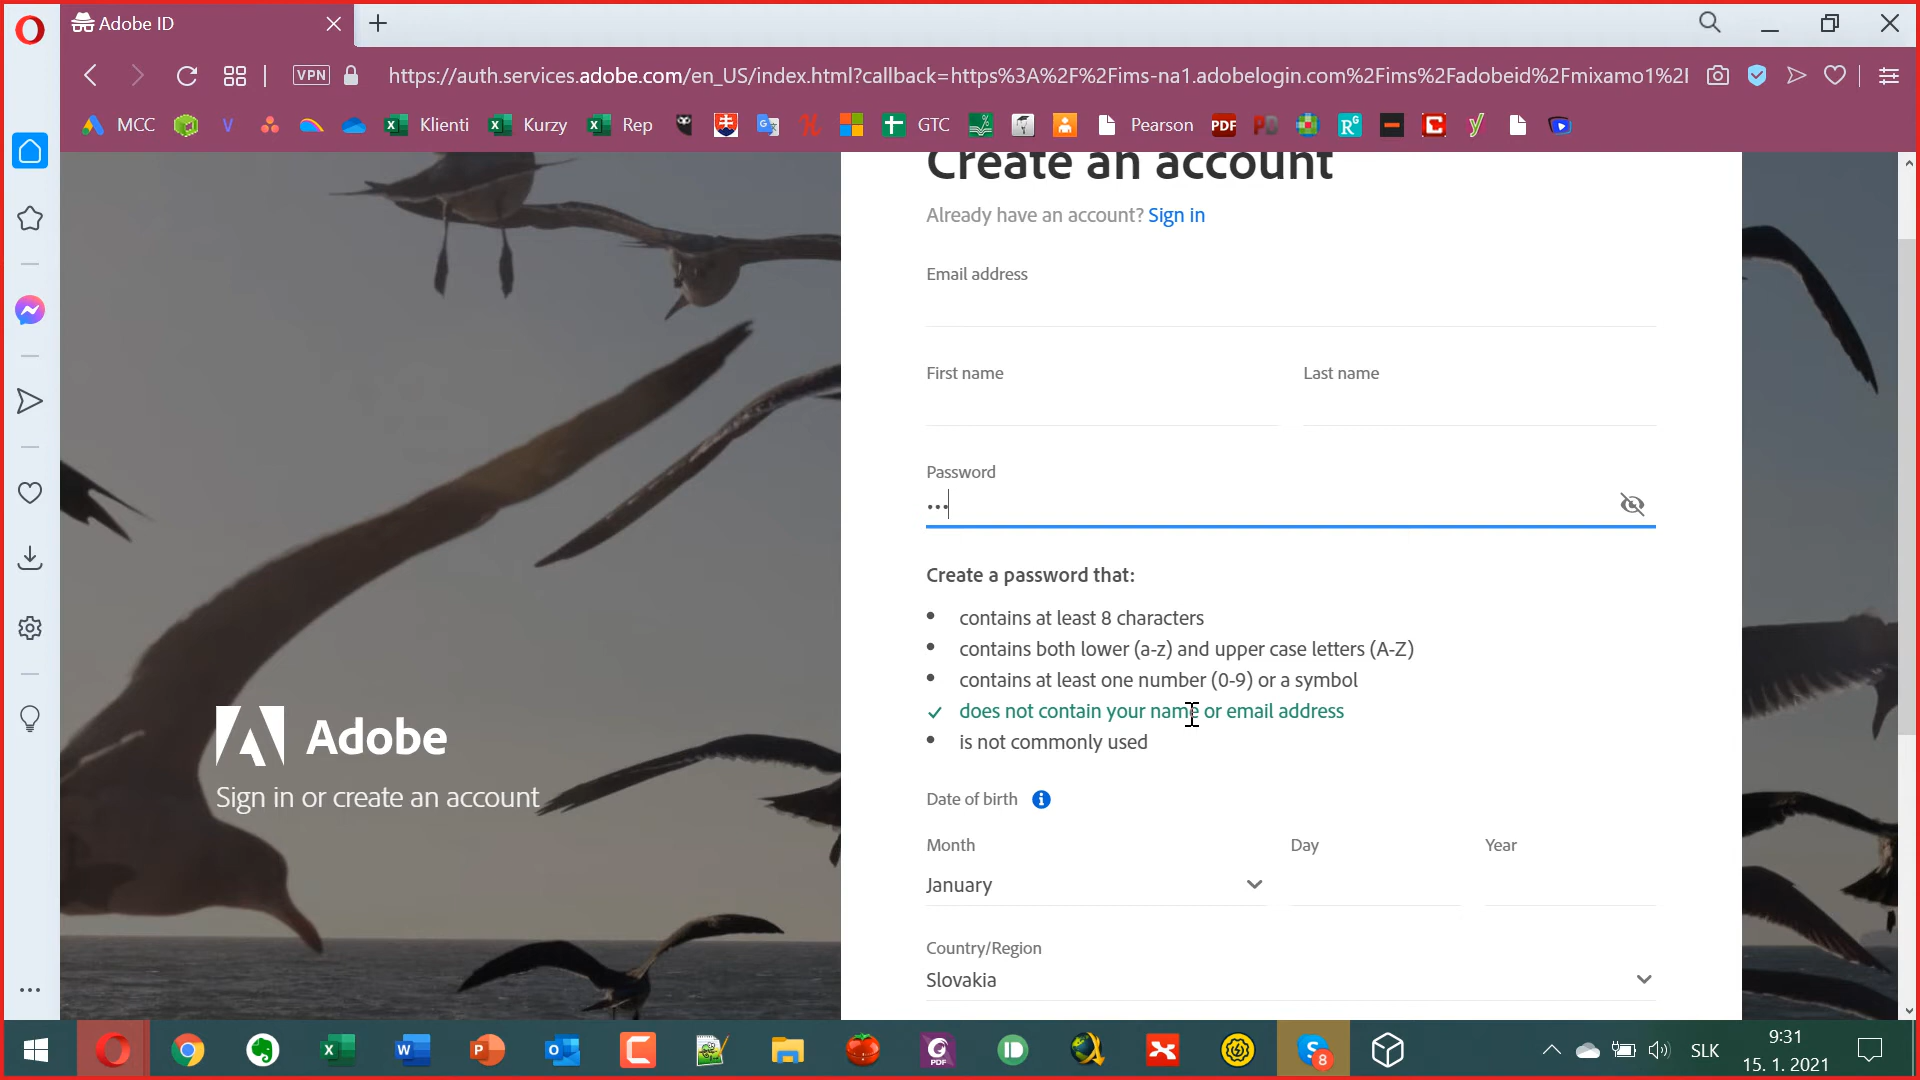 Adobe ID
VPN
https://auth.services.adobe.com/en_US/index.html?callback=https%3A%2F%2Fims-na1.adobelogin.com%2Fims%2Fadobeid%2Fmixamo1%2
MCC
Klienti
Kurzy
Rep
GTC
Pearson
PDF
Create an account
Already have an account? Sign in
Email address
First name
Last name
Password
•••
Create a password that:
• contains at least 8 characters
• contains both lower (a-z) and upper case letters (A-Z)
• contains at least one number (0-9) or a symbol
✓ does not contain your name or email address
• is not commonly used
Date of birth
Month
Day
Year
January
Country/Region
Slovakia
Adobe
Sign in or create an account
8
SLK
9:31
15. 1. 2021